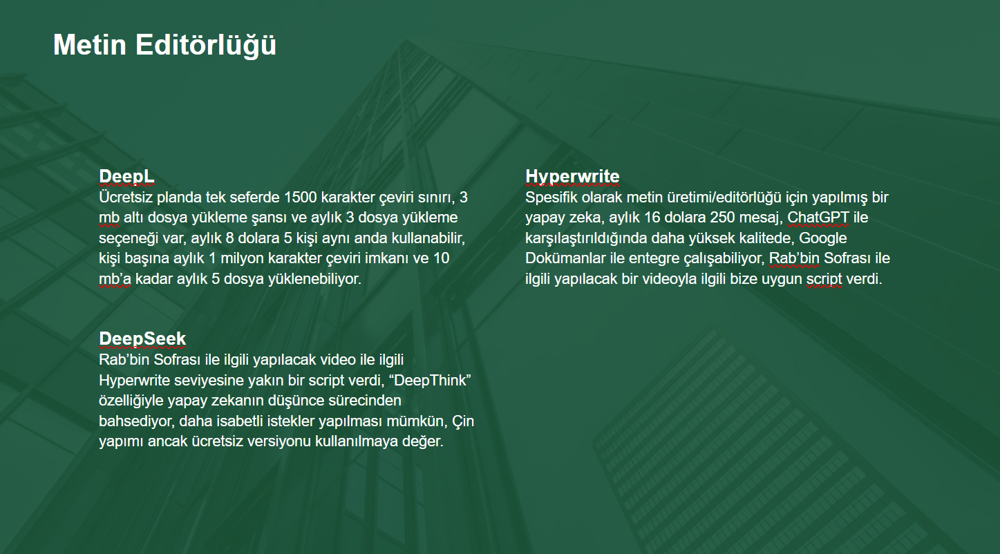 Metin Editörlüğü
DeepL
Ücretsiz planda tek seferde 1500 karakter çeviri sınırı, 3
mb altı dosya yükleme şansı ve aylık 3 dosya yükleme
seçeneği var, aylık 8 dolara 5 kişi aynı anda kullanabilir,
kişi başına aylık 1 milyon karakter çeviri imkanı ve 10
mb’a kadar aylık 5 dosya yüklenebiliyor.
Hyperwrite
Spesifik olarak metin üretimi/editörlüğü için yapılmış bir
yapay zeka, aylık 16 dolara 250 mesaj, ChatGPT ile
karşılaştırıldığında daha yüksek kalitede, Google
Dokümanlar ile entegre çalışabiliyor, Rab’bin Sofrası ile
ilgili yapılacak bir videoyla ilgili bize uygun script verdi.
DeepSeek
Rab’bin Sofrası ile ilgili yapılacak video ile ilgili
Hyperwrite seviyesine yakın bir script verdi, “DeepThink”
özelliğiyle yapay zekanın düşünce sürecinden
bahsediyor, daha isabetli istekler yapılması mümkün, Çin
yapımı ancak ücretsiz versiyonu kullanılmaya değer.